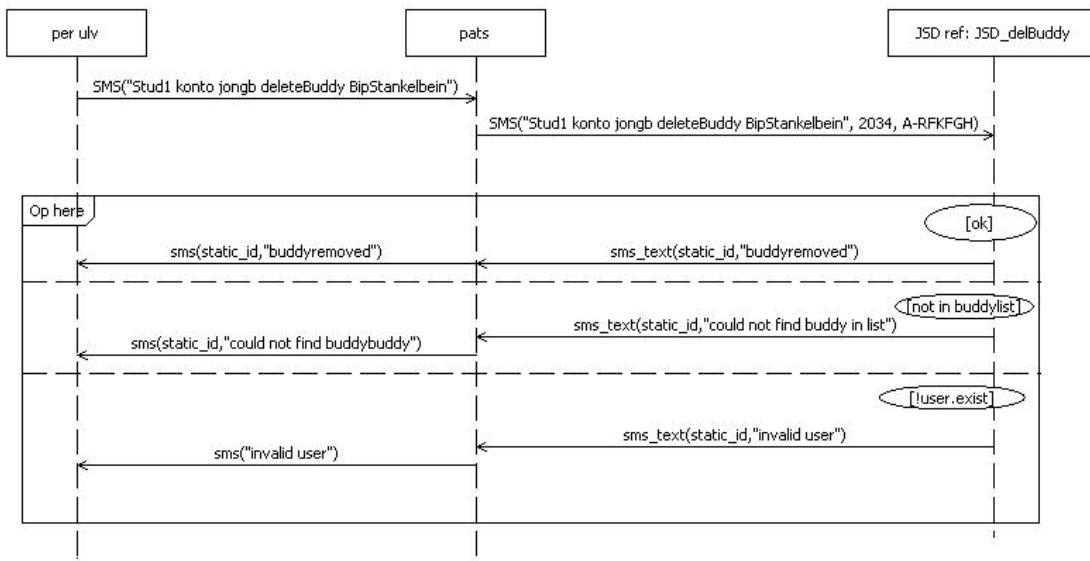 per ulv
pats
JSD ref: JSD_delBuddy
SMS("Stud1 konto jongb deleteBuddy BipStankelbein")
SMS("Stud1 konto jongb deleteBuddy BipStankelbein", 2034, A-RFKFGH)
Op here
[ok]
sms(static_id,"buddyremoved")
sms_text(static_id,"buddyremoved")
[not in buddylist]
sms_text(static_id,"could not find buddy in list")
sms(static_id,"could not find buddybuddy")
[!user.exist]
sms_text(static_id,"invalid user")
sms("invalid user")